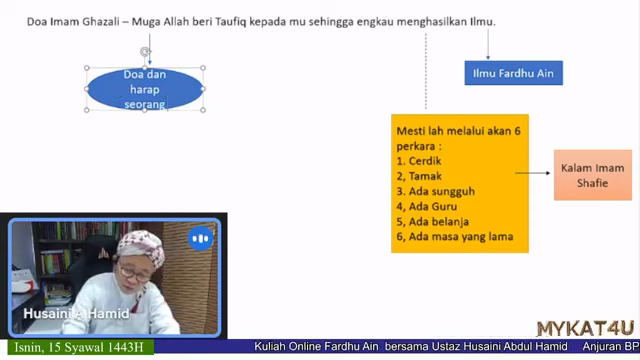 Doa Imam Ghazali – Muga Allah beri Taufiq kepada mu sehingga engkau menghasilkan Ilmu.
Doa dan
harap
seorang
Ilmu Fardhu Ain
Mesti lah melalui akan 6
perkara :
1. Cerdik
2, Tamak
3. Ada sungguh
4, Ada Guru
5, Ada belanja
6, Ada masa yang lama
Kalam Imam
Shafie
Husaini Al Hamid
MYKAT4U
Isnin, 15 Syawal 1443H
Kuliah Online Fardhu Ain bersama Ustaz Husaini Abdul Hamid Anjuran BP